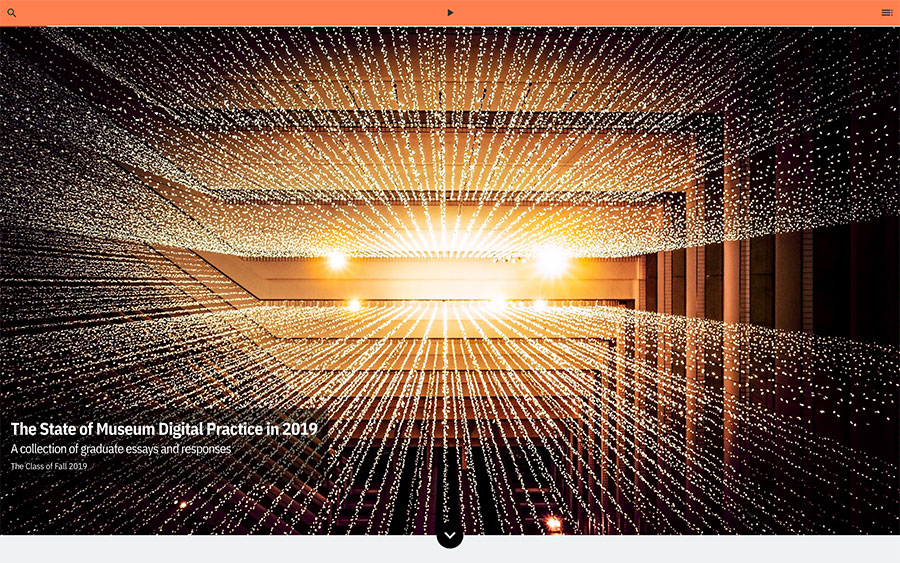 The State of Museum Digital Practice in 2019
A collection of graduate essays and responses
The Class of Fall 2019